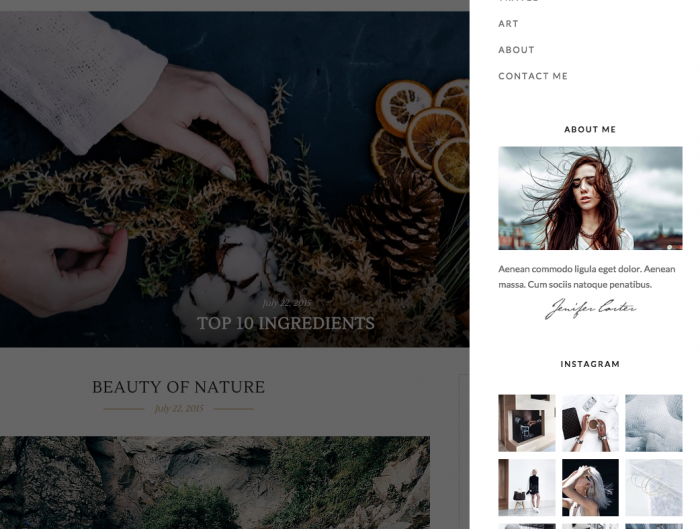 TRAVEL
ART
ABOUT
CONTACT ME
ABOUT ME
Aenean commodo ligula eget dolor. Aenean
massa. Cum sociis natoque penatibus.
Jenifer Carter
INSTAGRAM
July 22, 2015
TOP 10 INGREDIENTS
BEAUTY OF NATURE
July 22, 2015